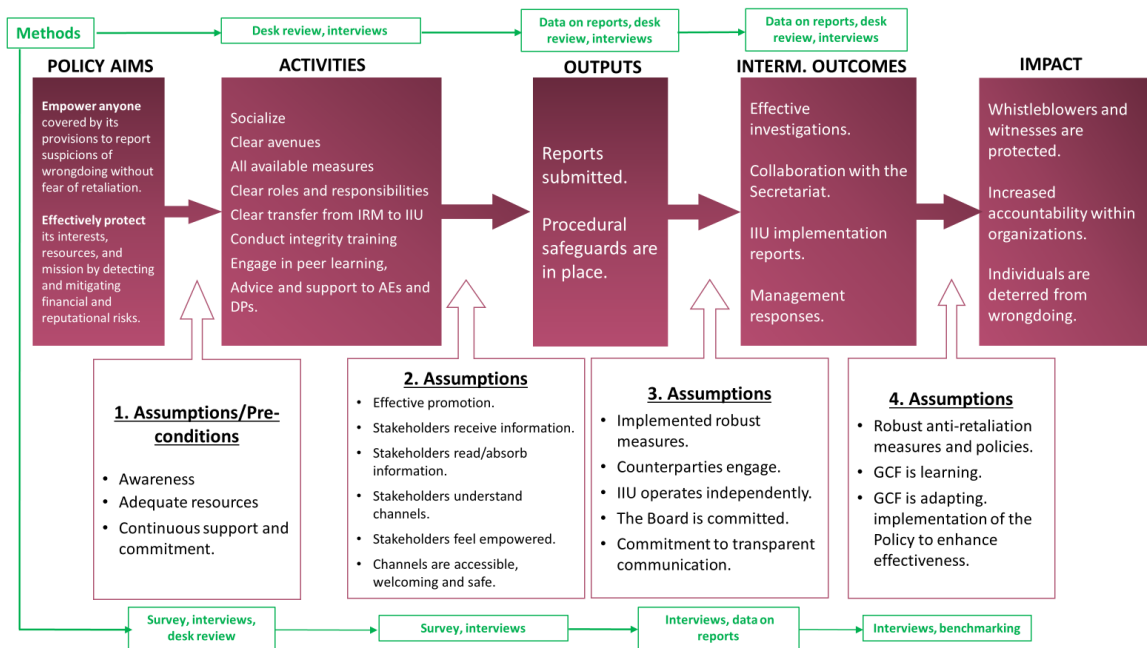 Methods
Desk review, interviews
Data on reports, desk
review, interviews
Data on reports, desk
review, interviews
POLICY AIMS
ACTIVITIES
OUTPUTS
INTERM. OUTCOMES
IMPACT
Empower anyone
covered by its
provisions to report
suspicions of
wrongdoing without
fear of retaliation.
Effectively protect
its interests,
resources, and
mission by detecting
and mitigating
financial and
reputational risks.
Socialize
Clear avenues
All available measures
Clear roles and responsibilities
Clear transfer from IRM to IIU
Conduct integrity training
Engage in peer learning,
Advice and support to AEs and
DPs.
Reports
submitted.
Procedural
safeguards are
in place.
Effective
investigations.
Collaboration with the
Secretariat.
IIU implementation
reports.
Management
responses.
Whistleblowers and
witnesses are
protected.
Increased
accountability within
organizations.
Individuals are
deterred from
wrongdoing.
1. Assumptions/Pre-
conditions
• Awareness
• Adequate resources
• Continuous support and
commitment.
2. Assumptions
• Effective promotion.
• Stakeholders receive information.
• Stakeholders read/absorb
information.
• Stakeholders understand
channels.
• Stakeholders feel empowered.
• Channels are accessible,
welcoming and safe.
3. Assumptions
• Implemented robust
measures.
• Counterparties engage.
• IIU operates independently.
• The Board is committed.
• Commitment to transparent
communication.
4. Assumptions
• Robust anti-retaliation
measures and policies.
• GCF is learning.
• GCF is adapting.
implementation of the
Policy to enhance
effectiveness.
Survey, interviews,
desk review
Survey, interviews
Interviews, data on
reports
Interviews, benchmarking